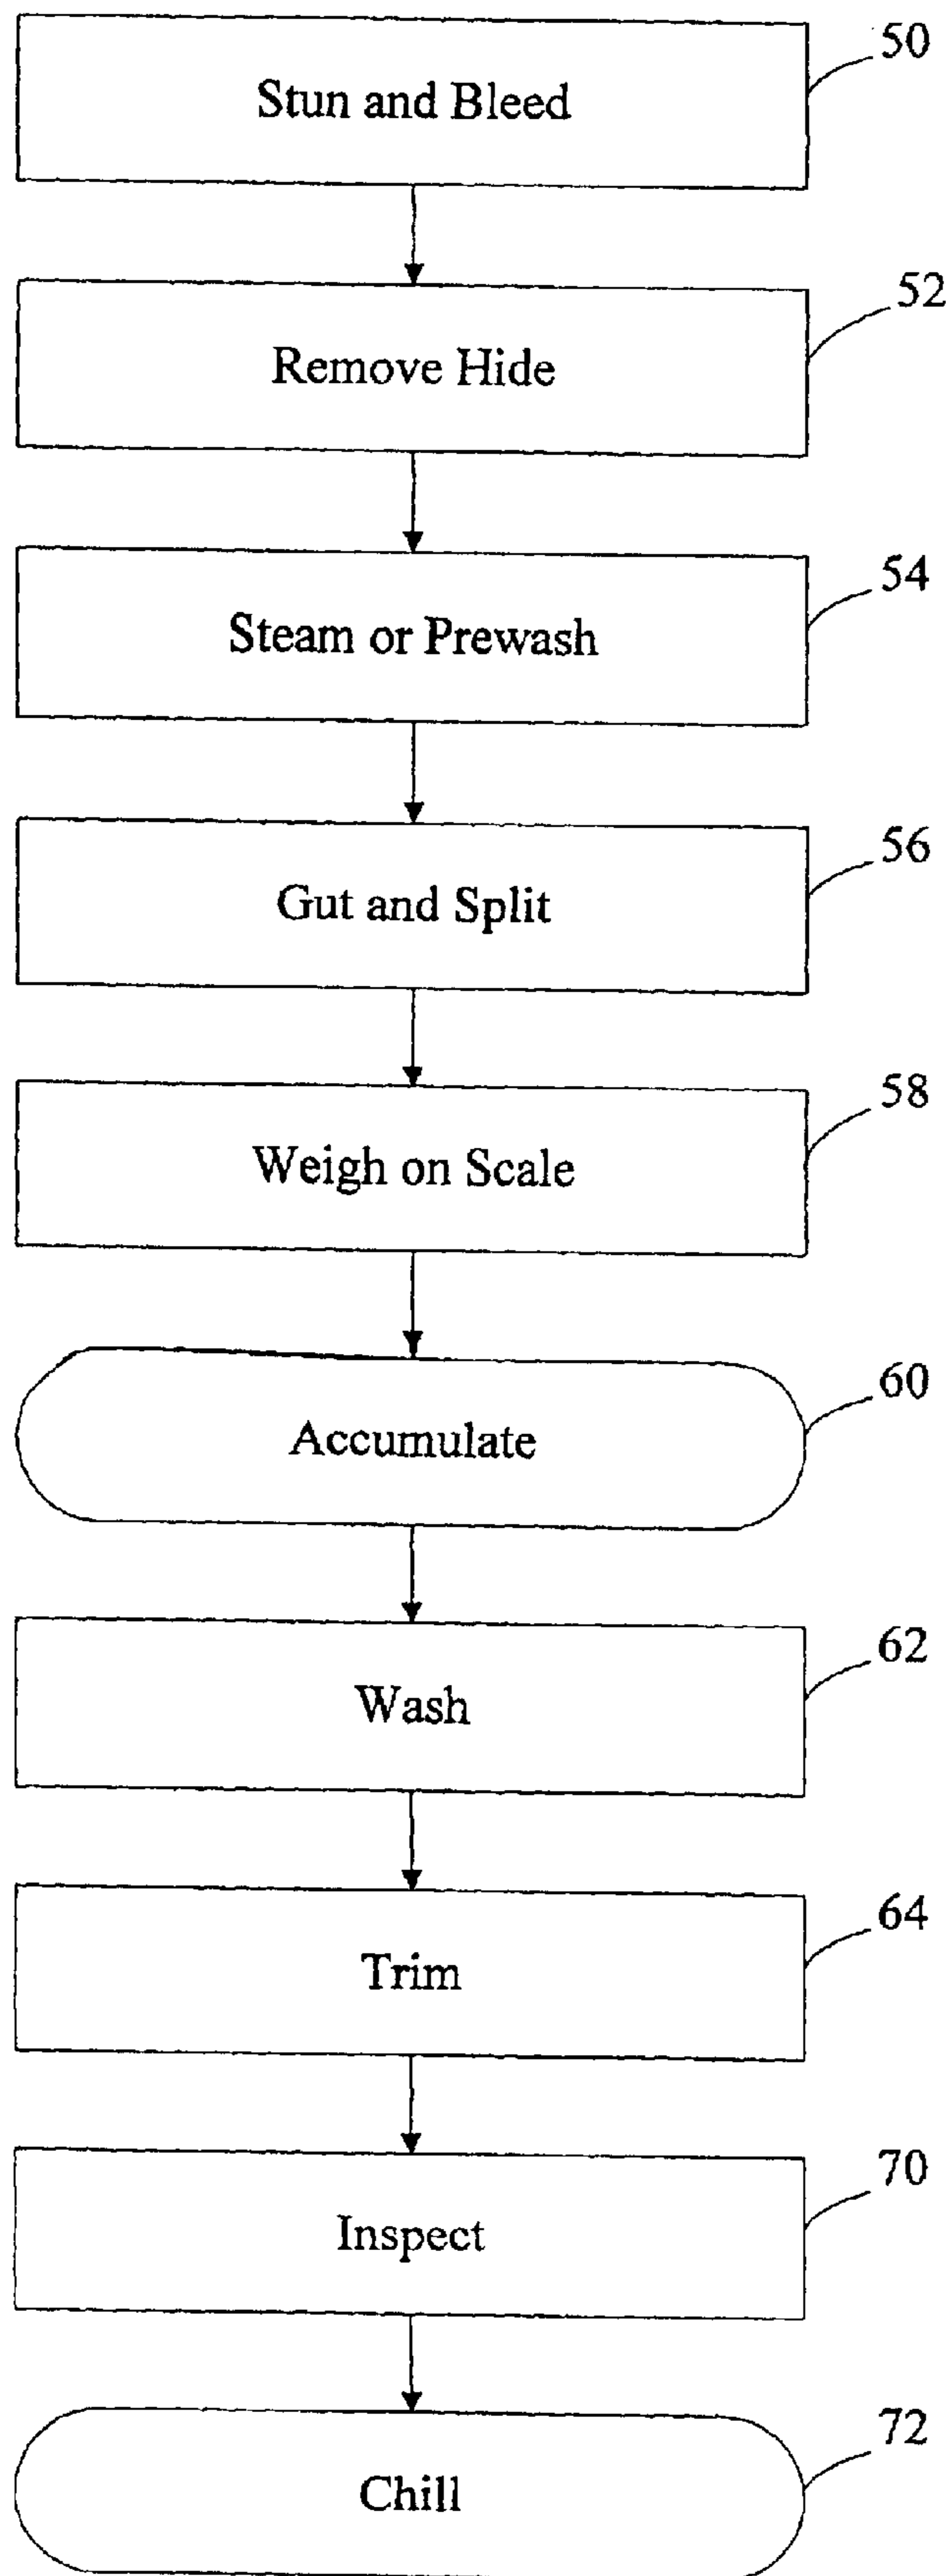 50
Stun and Bleed
52
Remove Hide
54
Steam or Prewash
56
Gut and Split
58
Weigh on Scale
60
Accumulate
62
Wash
64
Trim
70
Inspect
72
Chill